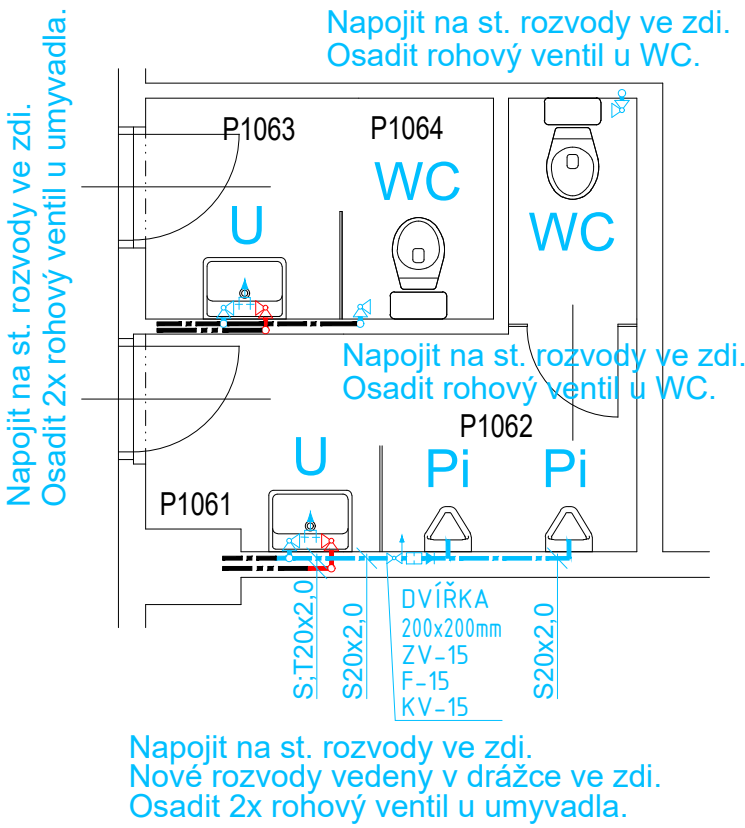 Napojit na st. rozvody ve zdi.
Osadit rohový ventil u WC.
Napojit na st. rozvody ve zdi.
Osadit 2x rohový ventil u umyvadla.
P1063
P1064
WC
U
WC
Napojit na st. rozvody ve zdi.
Osadit rohový ventil u WC.
P1062
U
Pi
Pi
P1061
S;T20x2,0
S20x2,0
DVÍŘKA
200x200mm
ZV-15
F-15
KV-15
S20x2,0
Napojit na st. rozvody ve zdi.
Nové rozvody vedeny v drážce ve zdi.
Osadit 2x rohový ventil u umyvadla.